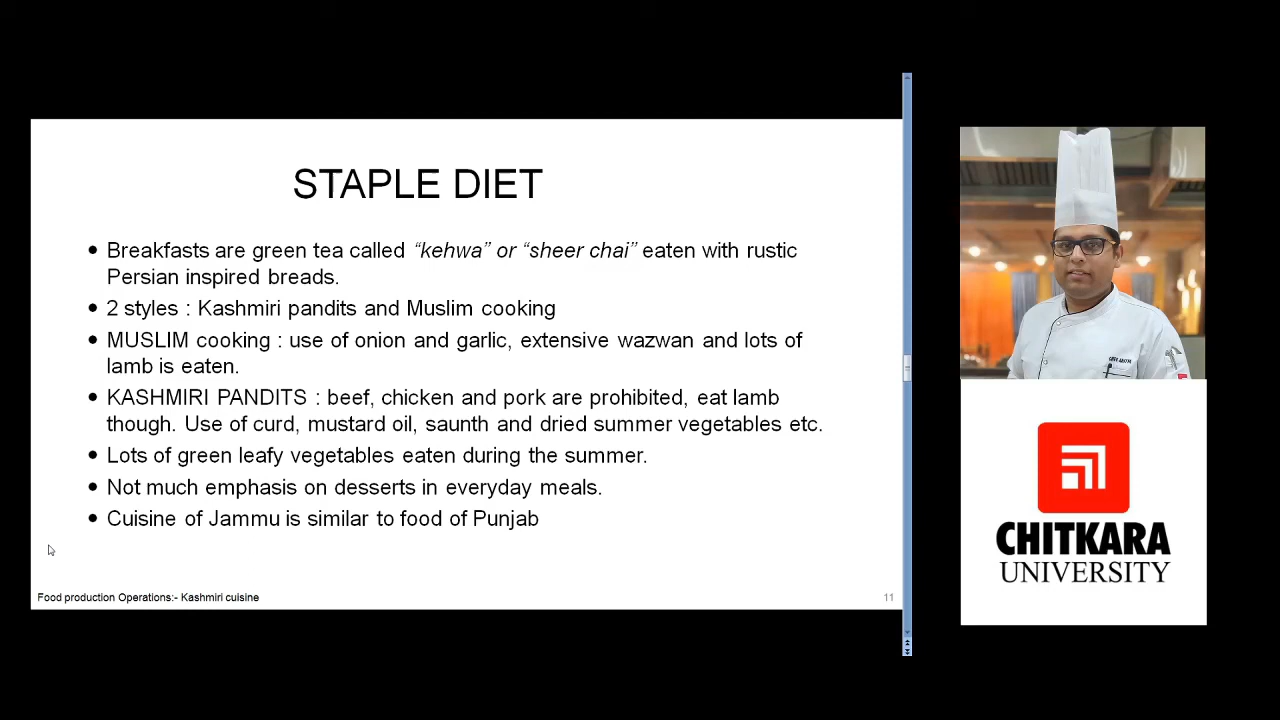 STAPLE DIET
• Breakfasts are green tea called “kehwa” or “sheer chai” eaten with rustic
Persian inspired breads.
• 2 styles : Kashmiri pandits and Muslim cooking
• MUSLIM cooking : use of onion and garlic, extensive wazwan and lots of
lamb is eaten.
• KASHMIRI PANDITS : beef, chicken and pork are prohibited, eat lamb
though. Use of curd, mustard oil, saunth and dried summer vegetables etc.
• Lots of green leafy vegetables eaten during the summer.
• Not much emphasis on desserts in everyday meals.
• Cuisine of Jammu is similar to food of Punjab
Food production Operations:- Kashmiri cuisine
11
CHITKARA
UNIVERSITY